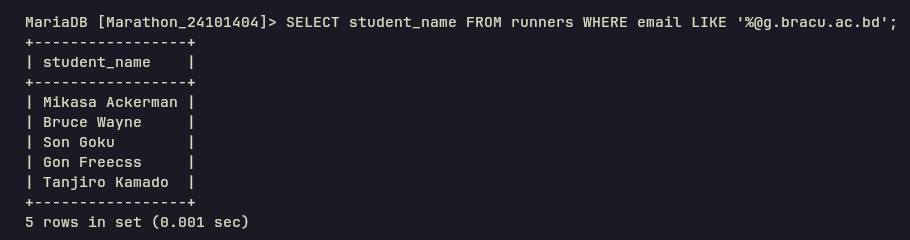 MariaDB [Marathon_24101404]> SELECT student_name FROM runners WHERE email LIKE '%@g.bracu.ac.bd';
+-----------------+
| student_name    |
+-----------------+
| Mikasa Ackerman |
| Bruce Wayne     |
| Son Goku        |
| Gon Freecss     |
| Tanjiro Kamado  |
+-----------------+
5 rows in set (0.001 sec)